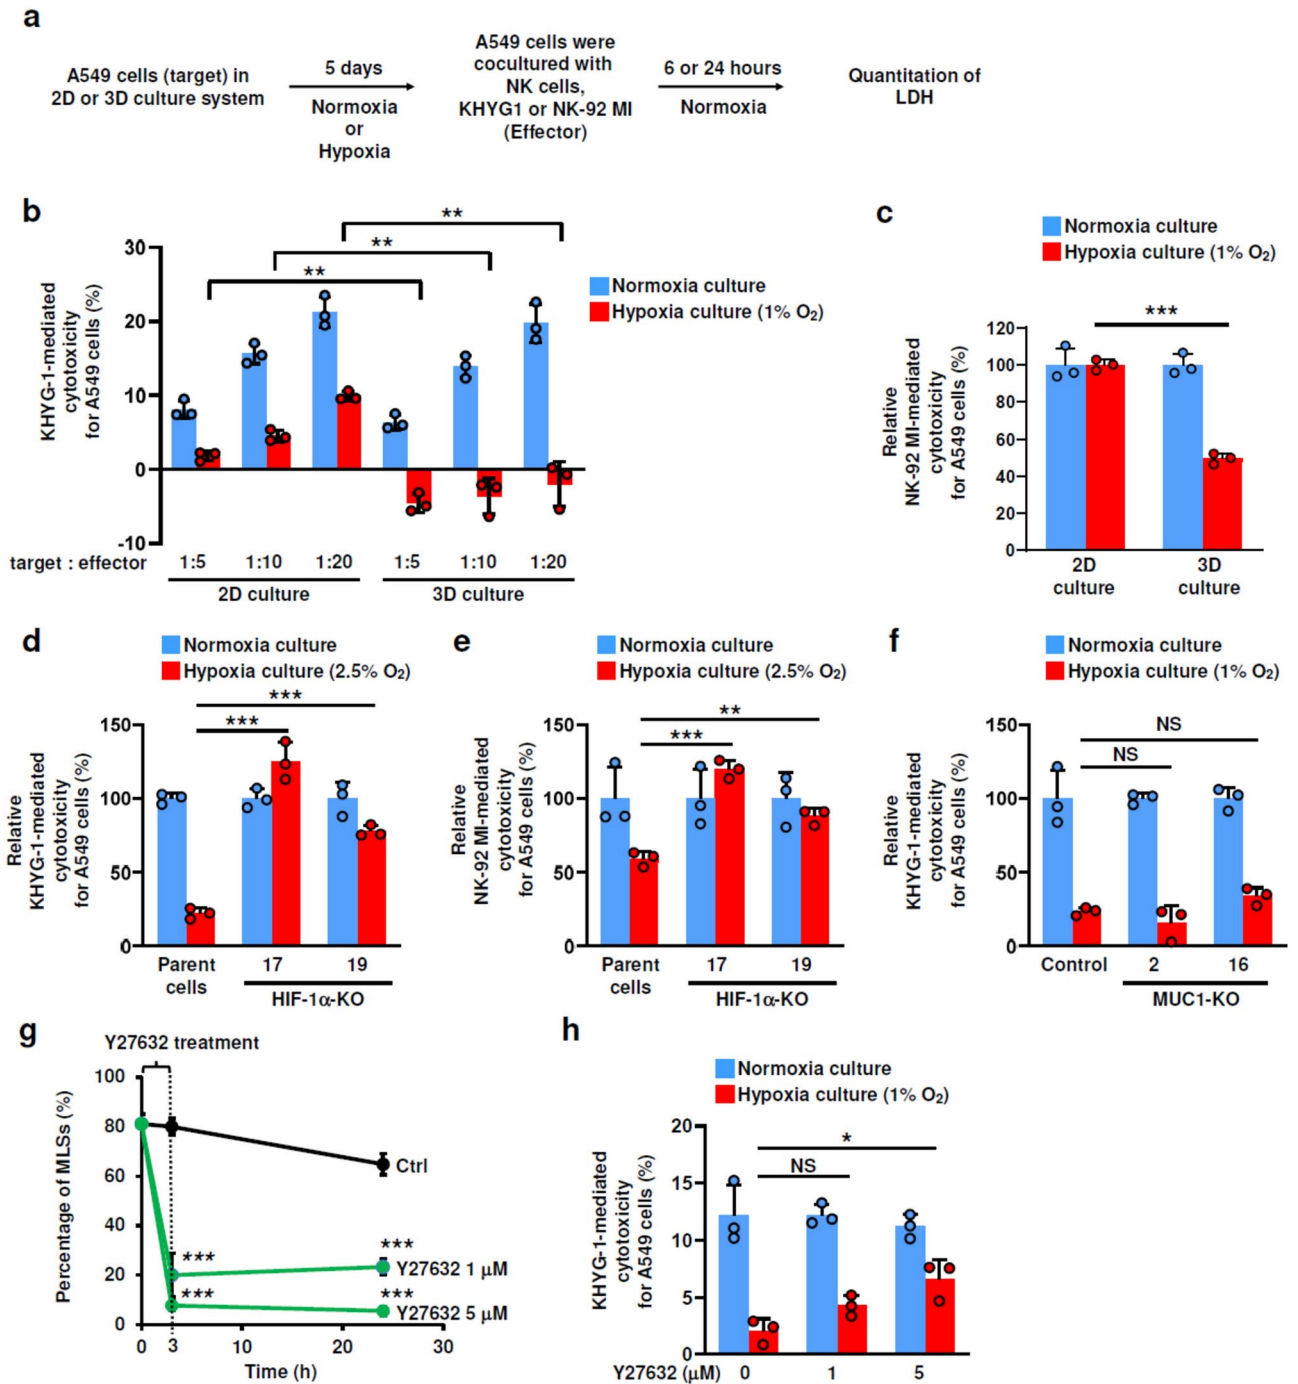 a
A549 cells (target) in
2D or 3D culture system
5 days
Normoxia
or
Hypoxia
A549 cells were
cocultured with
NK cells,
KHYG1 or NK-92 MI
(Effector)
6 or 24 hours
Normoxia
Quantitation of
LDH
b
KHYG-1-mediated
cytotoxicity
for A549 cells (%)
30
20
10
0
-10
**
**
**
Normoxia culture
Hypoxia culture (1% O₂)
target : effector
1:5
1:10
1:20
1:5
1:10
1:20
2D culture
3D culture
c
Normoxia culture
Hypoxia culture (1% O₂)
Relative
NK-92 MI-mediated
cytotoxicity
for A549 cells (%)
120
100
80
60
40
20
0
***
2D
culture
3D
culture
d
Normoxia culture
Hypoxia culture (2.5% O₂)
Relative
KHYG-1-mediated
cytotoxicity
for A549 cells (%)
150
100
50
0
***
***
Parent
cells
17
19
HIF-1α-KO
e
Normoxia culture
Hypoxia culture (2.5% O₂)
Relative
NK-92 MI-mediated
cytotoxicity
for A549 cells (%)
150
100
50
0
**
***
Parent
cells
17
19
HIF-1α-KO
f
Normoxia culture
Hypoxia culture (1% O₂)
Relative
KHYG-1-mediated
cytotoxicity
for A549 cells (%)
150
100
50
0
NS
NS
Control
2
16
MUC1-KO
g
Y27632 treatment
Percentage of MLSs (%)
100
80
60
40
20
0
Ctrl
***
***
Y27632 1 μM
***
***
Y27632 5 μM
0
3
10
20
30
Time (h)
h
Normoxia culture
Hypoxia culture (1% O₂)
KHYG-1-mediated
cytotoxicity
for A549 cells (%)
20
15
10
5
0
*
NS
Y27632 (μM)
0
1
5